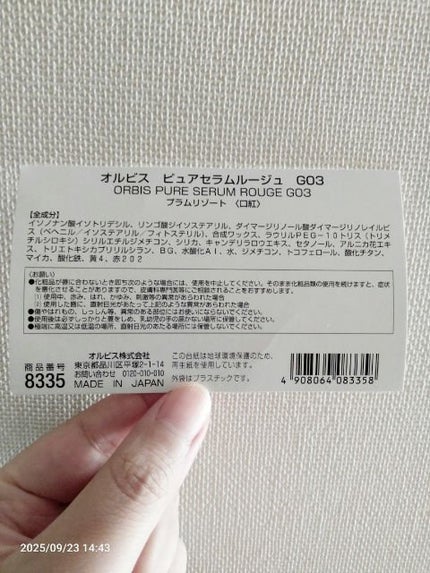 オルビス ピュアセラムルージュ G03
ORBIS PURE SERUM ROUGE G03
プラムリゾート 〈口紅〉
【全成分】
イソノナン酸イソトリデシル、リンゴ酸ジイソステアリル、ダイマージリノール酸ダイマージリノレイルビ
ス（ベヘニル／イソステアリル／フィトステリル）、合成ワックス、ラウリルPEG-10トリス（トリメ
チルシロキシ）シリルエチルジメチコン、シリカ、キャンデリラロウエキス、セタノール、アルニカ花エキ
ス、トリエトキシカプリリルシラン、BG、水酸化Al、水、ジメチコン、トコフェロール、酸化チタン、
マイカ、酸化鉄、黄4、赤202
〈お願い〉
●化粧品が肌に合わないとき即ち次のような場合には、使用を中止してください。そのまま化粧品類の使用を続けますと、症状
を悪化させることがありますので、皮膚科専門医等にご相談されることをおすすめします。
(1) 使用中、赤み、はれ、かゆみ、刺激等の異常があらわれた場合
(2) 使用した肌に、直射日光があたって上記のような異常があらわれた場合
●傷やはれもの、しっしん等、異常のある部位にはお使いにならないでください。
●使用後は必ずしっかりと蓋をしめ、乳幼児の手の届かない場所に保管してください。
●極端に高温又は低温の場所、直射日光のあたる場所には保管しないでください。
商品番号
8335
オルビス株式会社
東京都品川区平塚2-1-14
お問い合わせ 0120-010-010
MADE IN JAPAN
この台紙は地球環境保護のため、
再生紙を使用しています。
外袋はプラスチックです。
4 908064 083358
2025/09/23 14:43